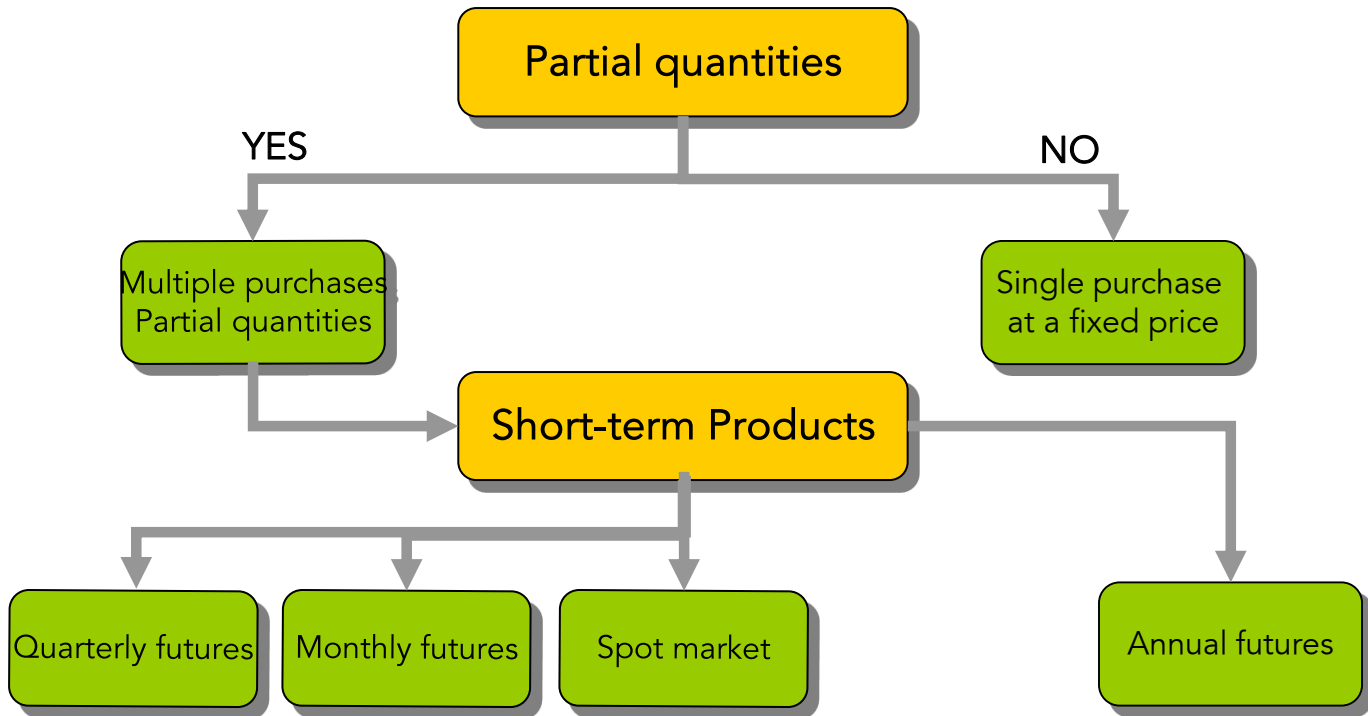 Partial quantities
YES
NO
Multiple purchases
Partial quantities
Single purchase
at a fixed price
Short-term Products
Quarterly futures
Monthly futures
Spot market
Annual futures